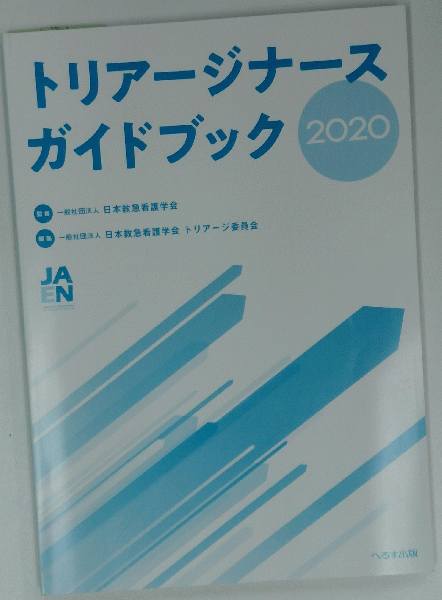 トリアージナース
ガイドブック 2020
監修 一般社団法人 日本救急看護学会
編集 一般社団法人 日本救急看護学会 トリアージ委員会
JA
EN
へるす出版